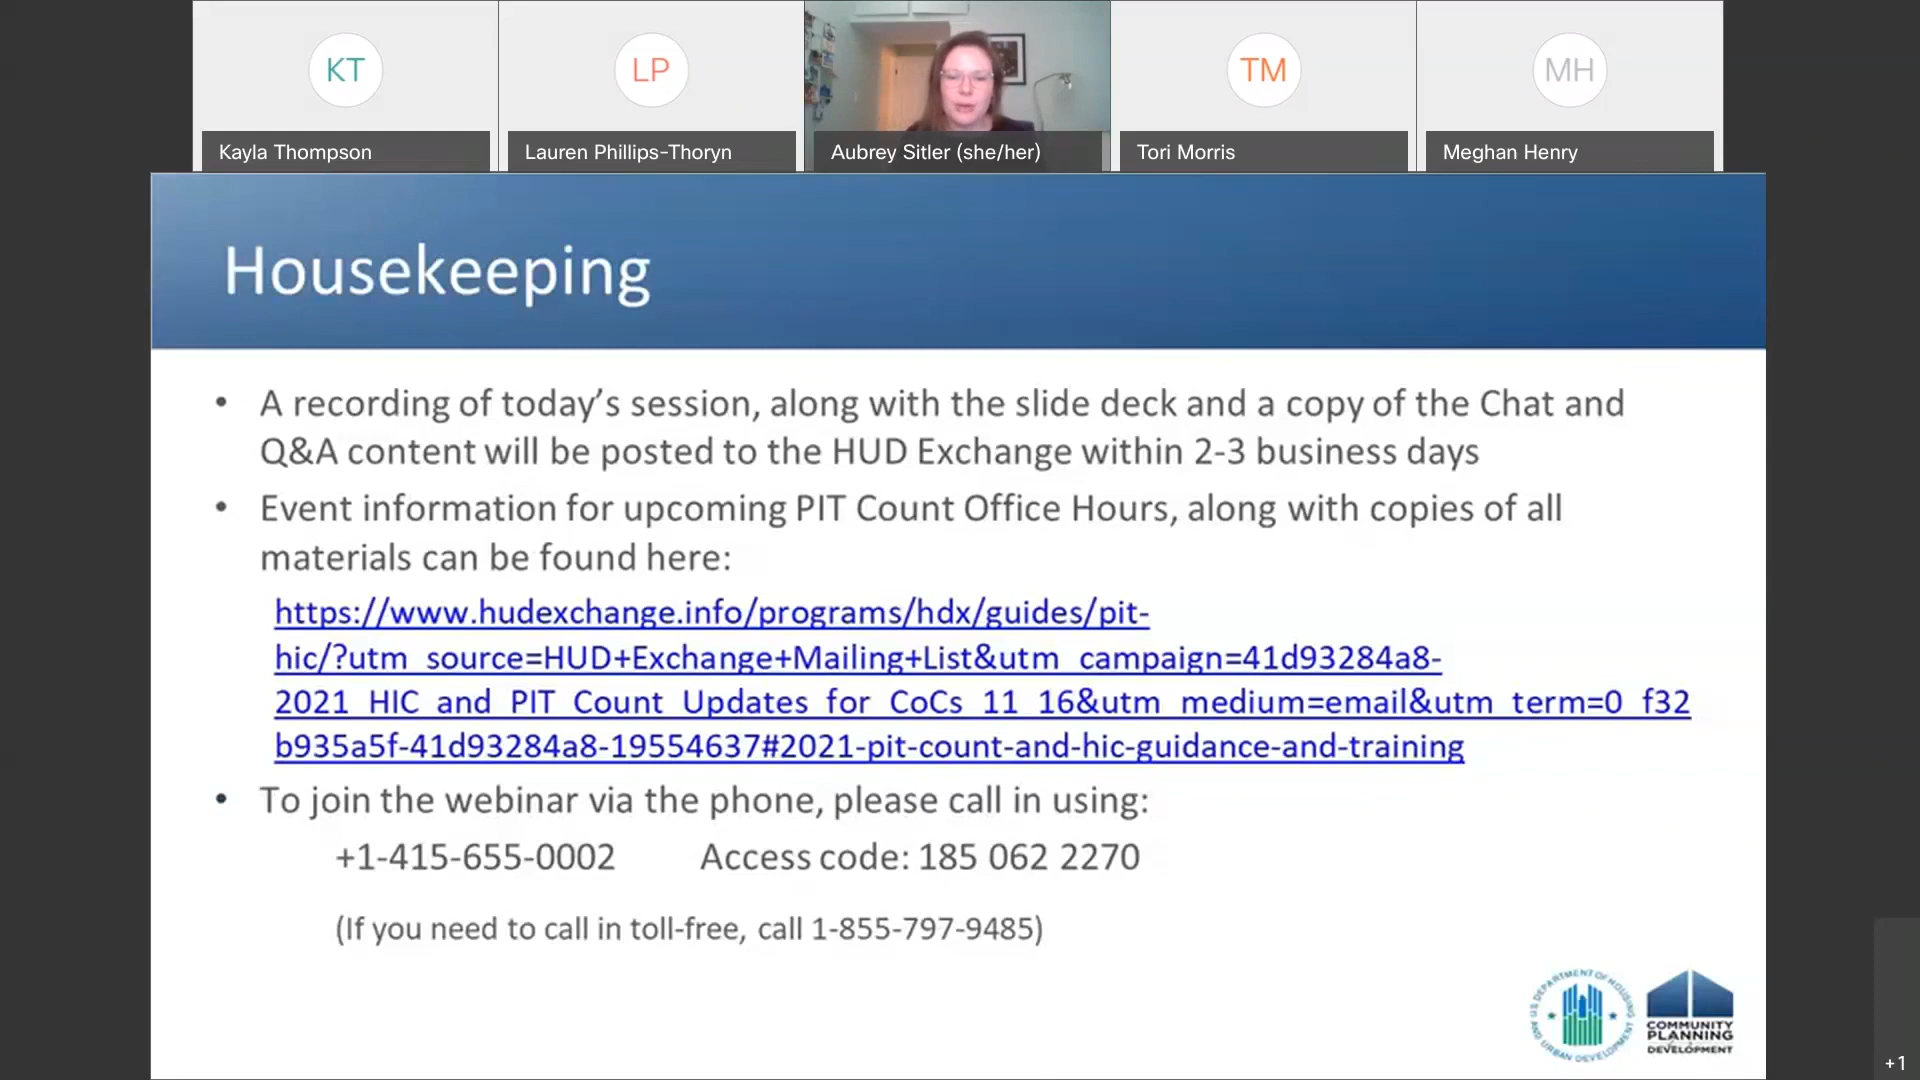 KT
LP
TM
MH
Kayla Thompson
Lauren Phillips-Thoryn
Aubrey Sitler (she/her)
Tori Morris
Meghan Henry
Housekeeping
• A recording of today’s session, along with the slide deck and a copy of the Chat and
Q&A content will be posted to the HUD Exchange within 2-3 business days
• Event information for upcoming PIT Count Office Hours, along with copies of all
materials can be found here:
https://www.hudexchange.info/programs/hdx/guides/pit-
hic/?utm_source=HUD+Exchange+Mailing+List&utm_campaign=41d93284a8-
2021_HIC_and_PIT_Count_Updates_for_CoCs_11_16&utm_medium=email&utm_term=0_f32
b935a5f-41d93284a8-19554637#2021-pit-count-and-hic-guidance-and-training
• To join the webinar via the phone, please call in using:
+1-415-655-0002 Access code: 185 062 2270
(If you need to call in toll-free, call 1-855-797-9485)
U.S. DEPARTMENT OF HOUSING
AND URBAN DEVELOPMENT
COMMUNITY
PLANNING
DEVELOPMENT
+1